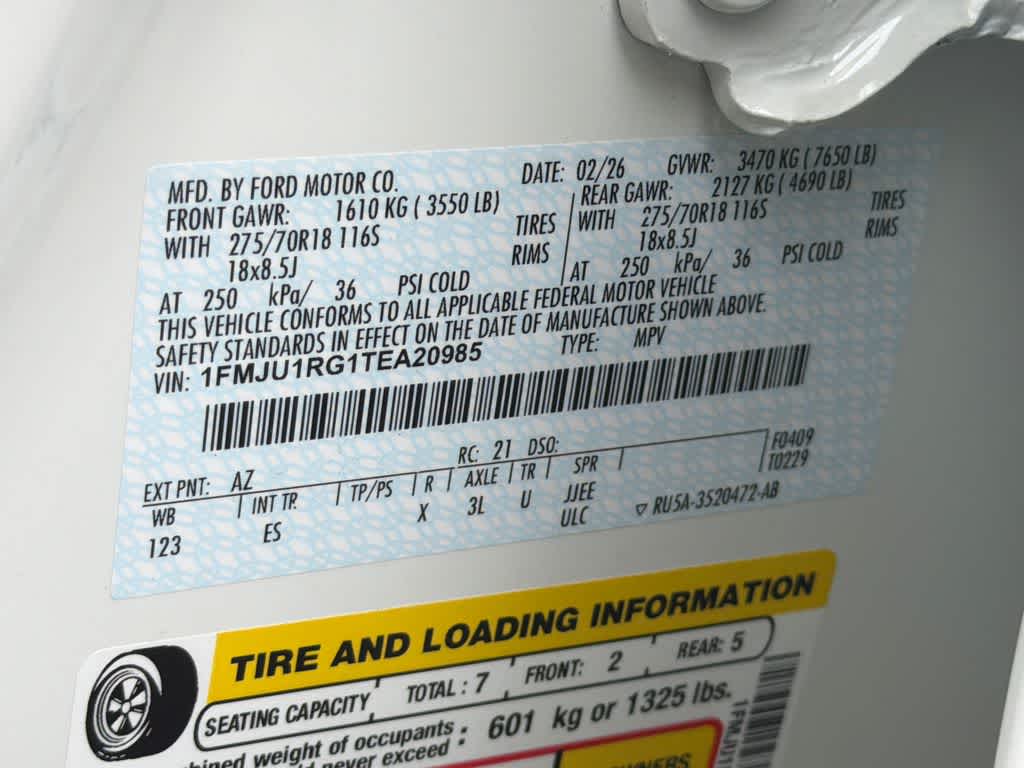 MFD. BY FORD MOTOR CO. DATE: 02/26 GVWR: 3470 KG ( 7650 LB)
FRONT GAWR: 1610 KG ( 3550 LB) REAR GAWR: 2127 KG ( 4690 LB)
WITH 275/70R18 116S TIRES WITH 275/70R18 116S TIRES
18x8.5J RIMS 18x8.5J RIMS
AT 250 kPa/ 36 PSI COLD AT 250 kPa/ 36 PSI COLD
THIS VEHICLE CONFORMS TO ALL APPLICABLE FEDERAL MOTOR VEHICLE
SAFETY STANDARDS IN EFFECT ON THE DATE OF MANUFACTURE SHOWN ABOVE.
VIN: 1FMJU1RG1TEA20985 TYPE: MPV
EXT PNT: AZ RC: 21 DSO: F0409
WB INT TR. TP/PS R AXLE TR SPR T0229
123 ES X 3L U JJEE
ULC ▽ RU5A-3520472-AB
TIRE AND LOADING INFORMATION
SEATING CAPACITY TOTAL : 7 FRONT: 2 REAR: 5
weight of occupants : 601 kg or 1325 lbs.
never exceed
1FMJU1